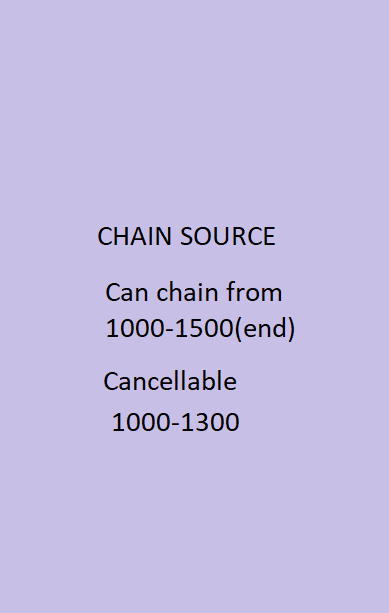 CHAIN SOURCE
Can chain from
1000-1500(end)
Cancellable
1000-1300